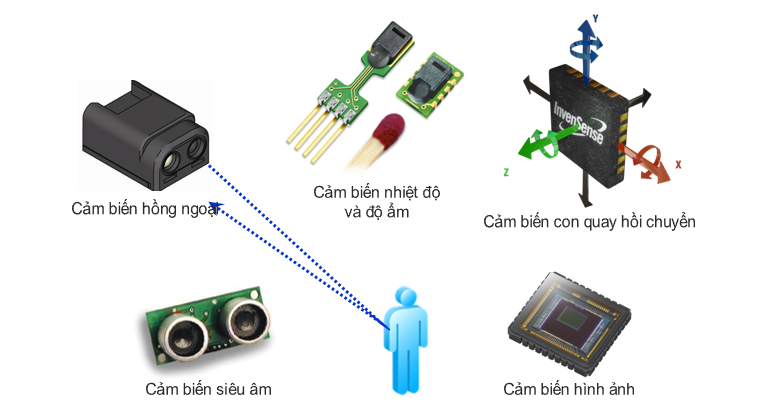 Y
InvenSense
Z
X
Cảm biến hồng ngoại
Cảm biến nhiệt độ
và độ ẩm
Cảm biến con quay hồi chuyển
Cảm biến siêu âm
Cảm biến hình ảnh